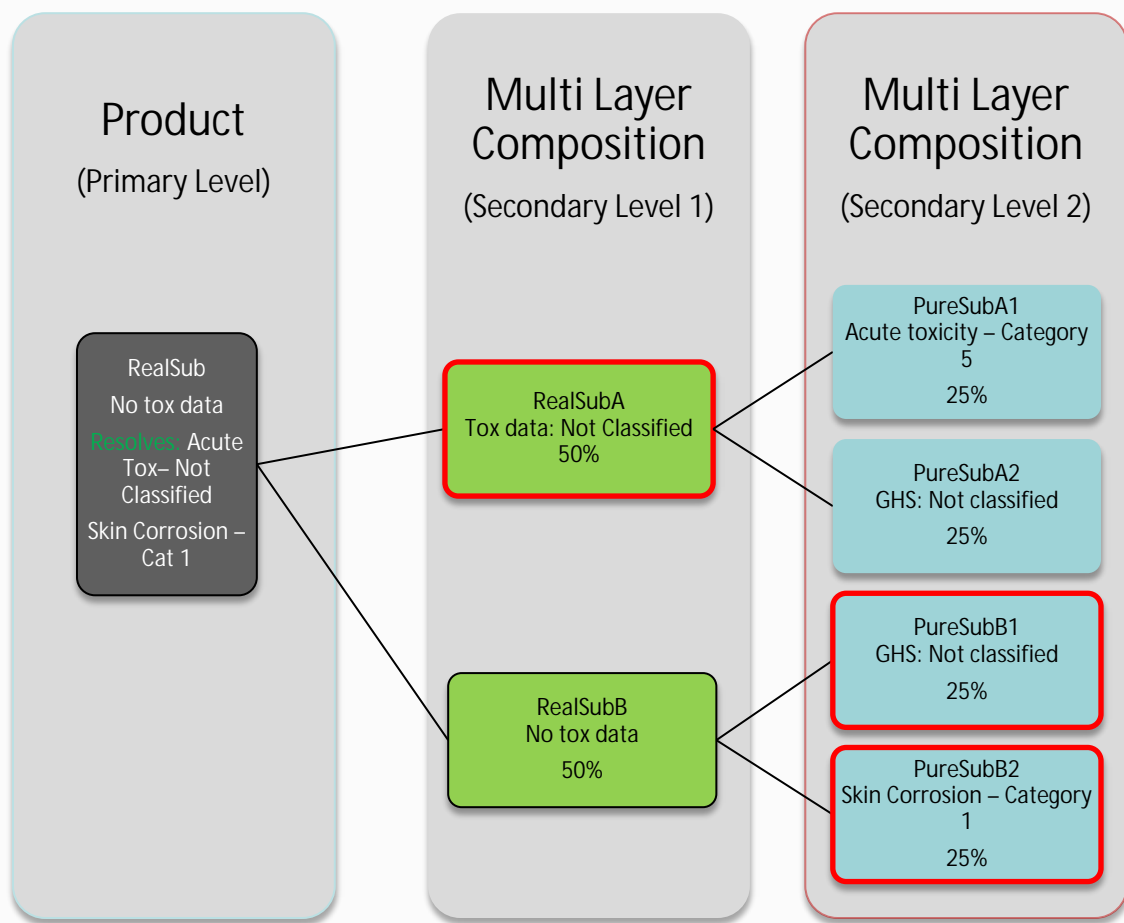 Product
(Primary Level)
RealSub
No tox data
Resolves: Acute
Tox– Not
Classified
Skin Corrosion –
Cat 1
Multi Layer
Composition
(Secondary Level 1)
RealSubA
Tox data: Not Classified
50%
RealSubB
No tox data
50%
Multi Layer
Composition
(Secondary Level 2)
PureSubA1
Acute toxicity – Category
5
25%
PureSubA2
GHS: Not classified
25%
PureSubB1
GHS: Not classified
25%
PureSubB2
Skin Corrosion – Category
1
25%